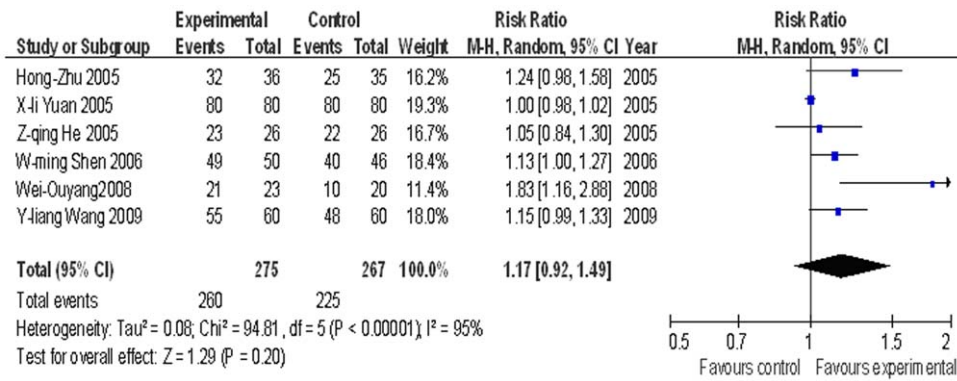 Experimental Control Risk Ratio Risk Ratio
Study or Subgroup Events Total Events Total Weight M-H, Random, 95% CI Year M-H, Random, 95% CI
Hong-Zhu 2005 32 36 25 35 16.2% 1.24 [0.98, 1.58] 2005
X-li Yuan 2005 80 80 80 80 19.3% 1.00 [0.98, 1.02] 2005
Z-qing He 2005 23 26 22 26 16.7% 1.05 [0.84, 1.30] 2005
W-ming Shen 2006 49 50 40 46 18.4% 1.13 [1.00, 1.27] 2006
Wei-Ouyang2008 21 23 10 20 11.4% 1.83 [1.16, 2.88] 2008
Y-liang Wang 2009 55 60 48 60 18.0% 1.15 [0.99, 1.33] 2009
Total (95% CI) 275 267 100.0% 1.17 [0.92, 1.49]
Total events 260 225
Heterogeneity: Tau² = 0.08; Chi² = 94.81, df = 5 (P < 0.00001); I² = 95%
Test for overall effect: Z = 1.29 (P = 0.20)
0.5 0.7 1 1.5 2
Favours control Favours experimental